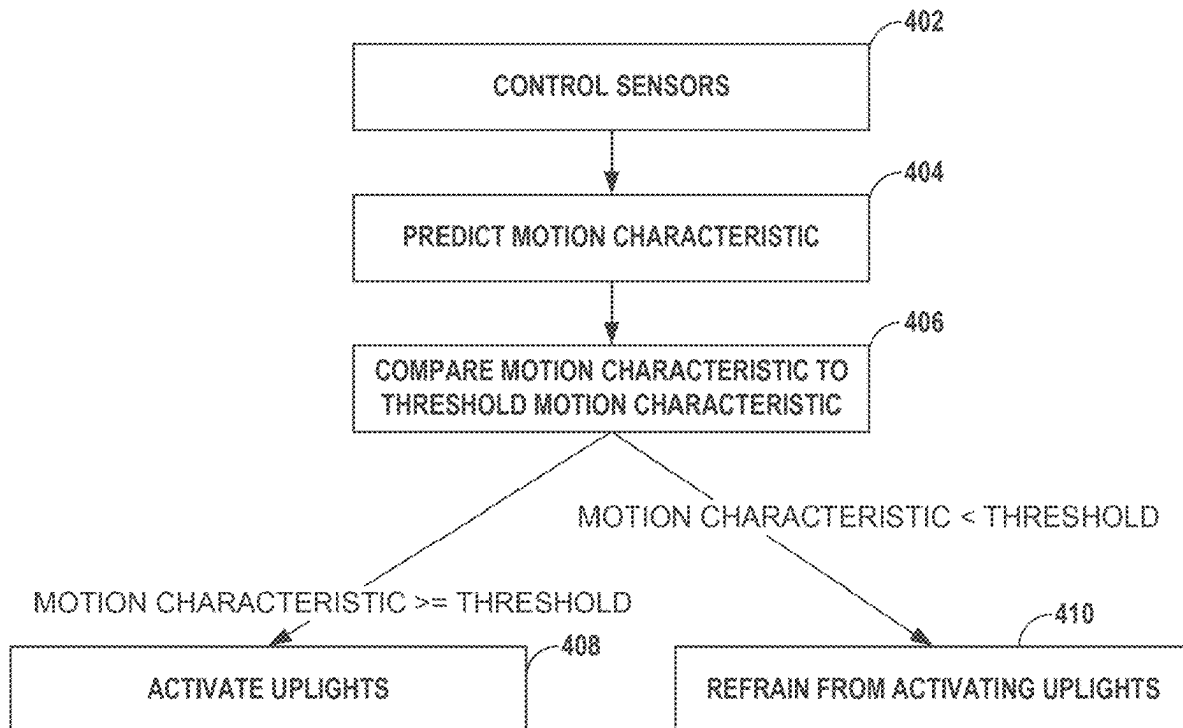 402
CONTROL SENSORS
404
PREDICT MOTION CHARACTERISTIC
406
COMPARE MOTION CHARACTERISTIC TO
THRESHOLD MOTION CHARACTERISTIC
MOTION CHARACTERISTIC < THRESHOLD
MOTION CHARACTERISTIC >= THRESHOLD
408
ACTIVATE UPLIGHTS
410
REFRAIN FROM ACTIVATING UPLIGHTS